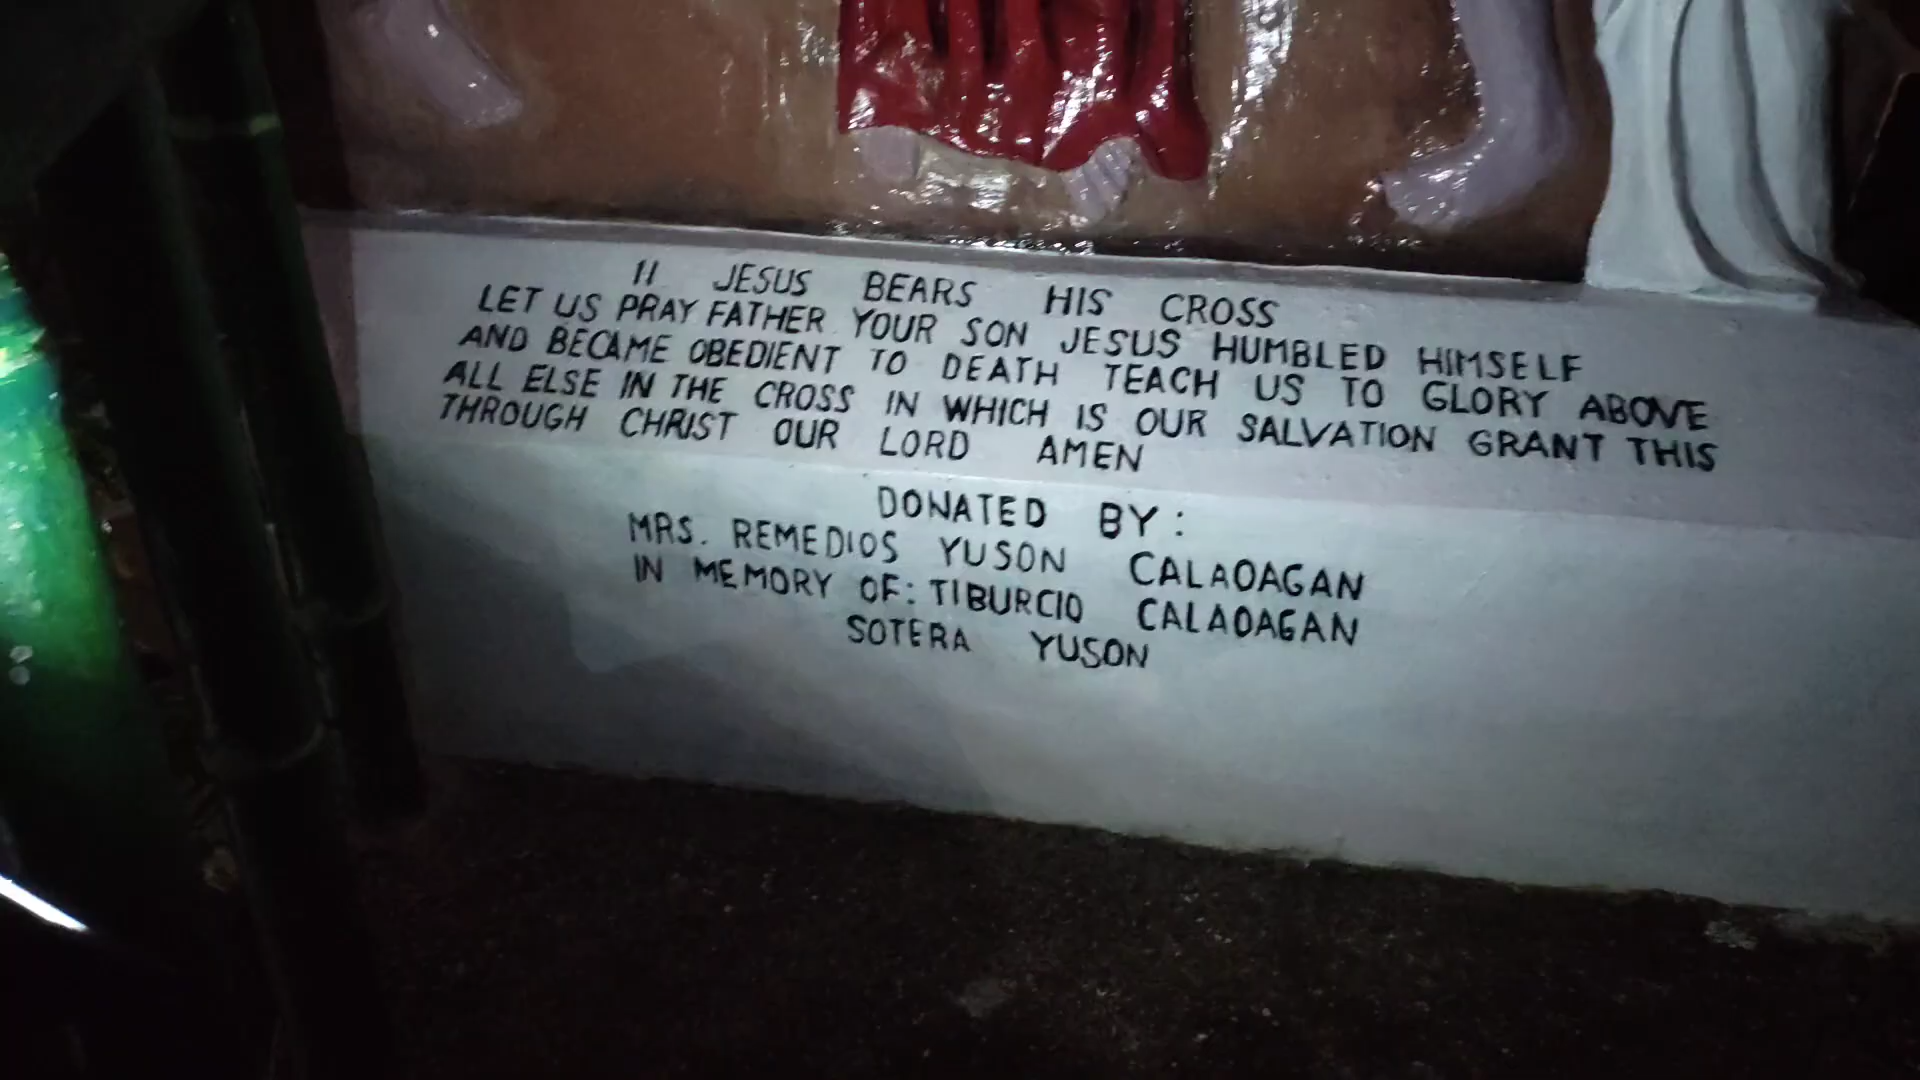 II JESUS BEARS HIS CROSS
LET US PRAY FATHER YOUR SON JESUS HUMBLED HIMSELF
AND BECAME OBEDIENT TO DEATH TEACH US TO GLORY ABOVE
ALL ELSE IN THE CROSS IN WHICH IS OUR SALVATION GRANT THIS
THROUGH CHRIST OUR LORD AMEN
DONATED BY:
MRS. REMEDIOS YUSON CALAOAGAN
IN MEMORY OF: TIBURCIO CALAOAGAN
SOTERA YUSON